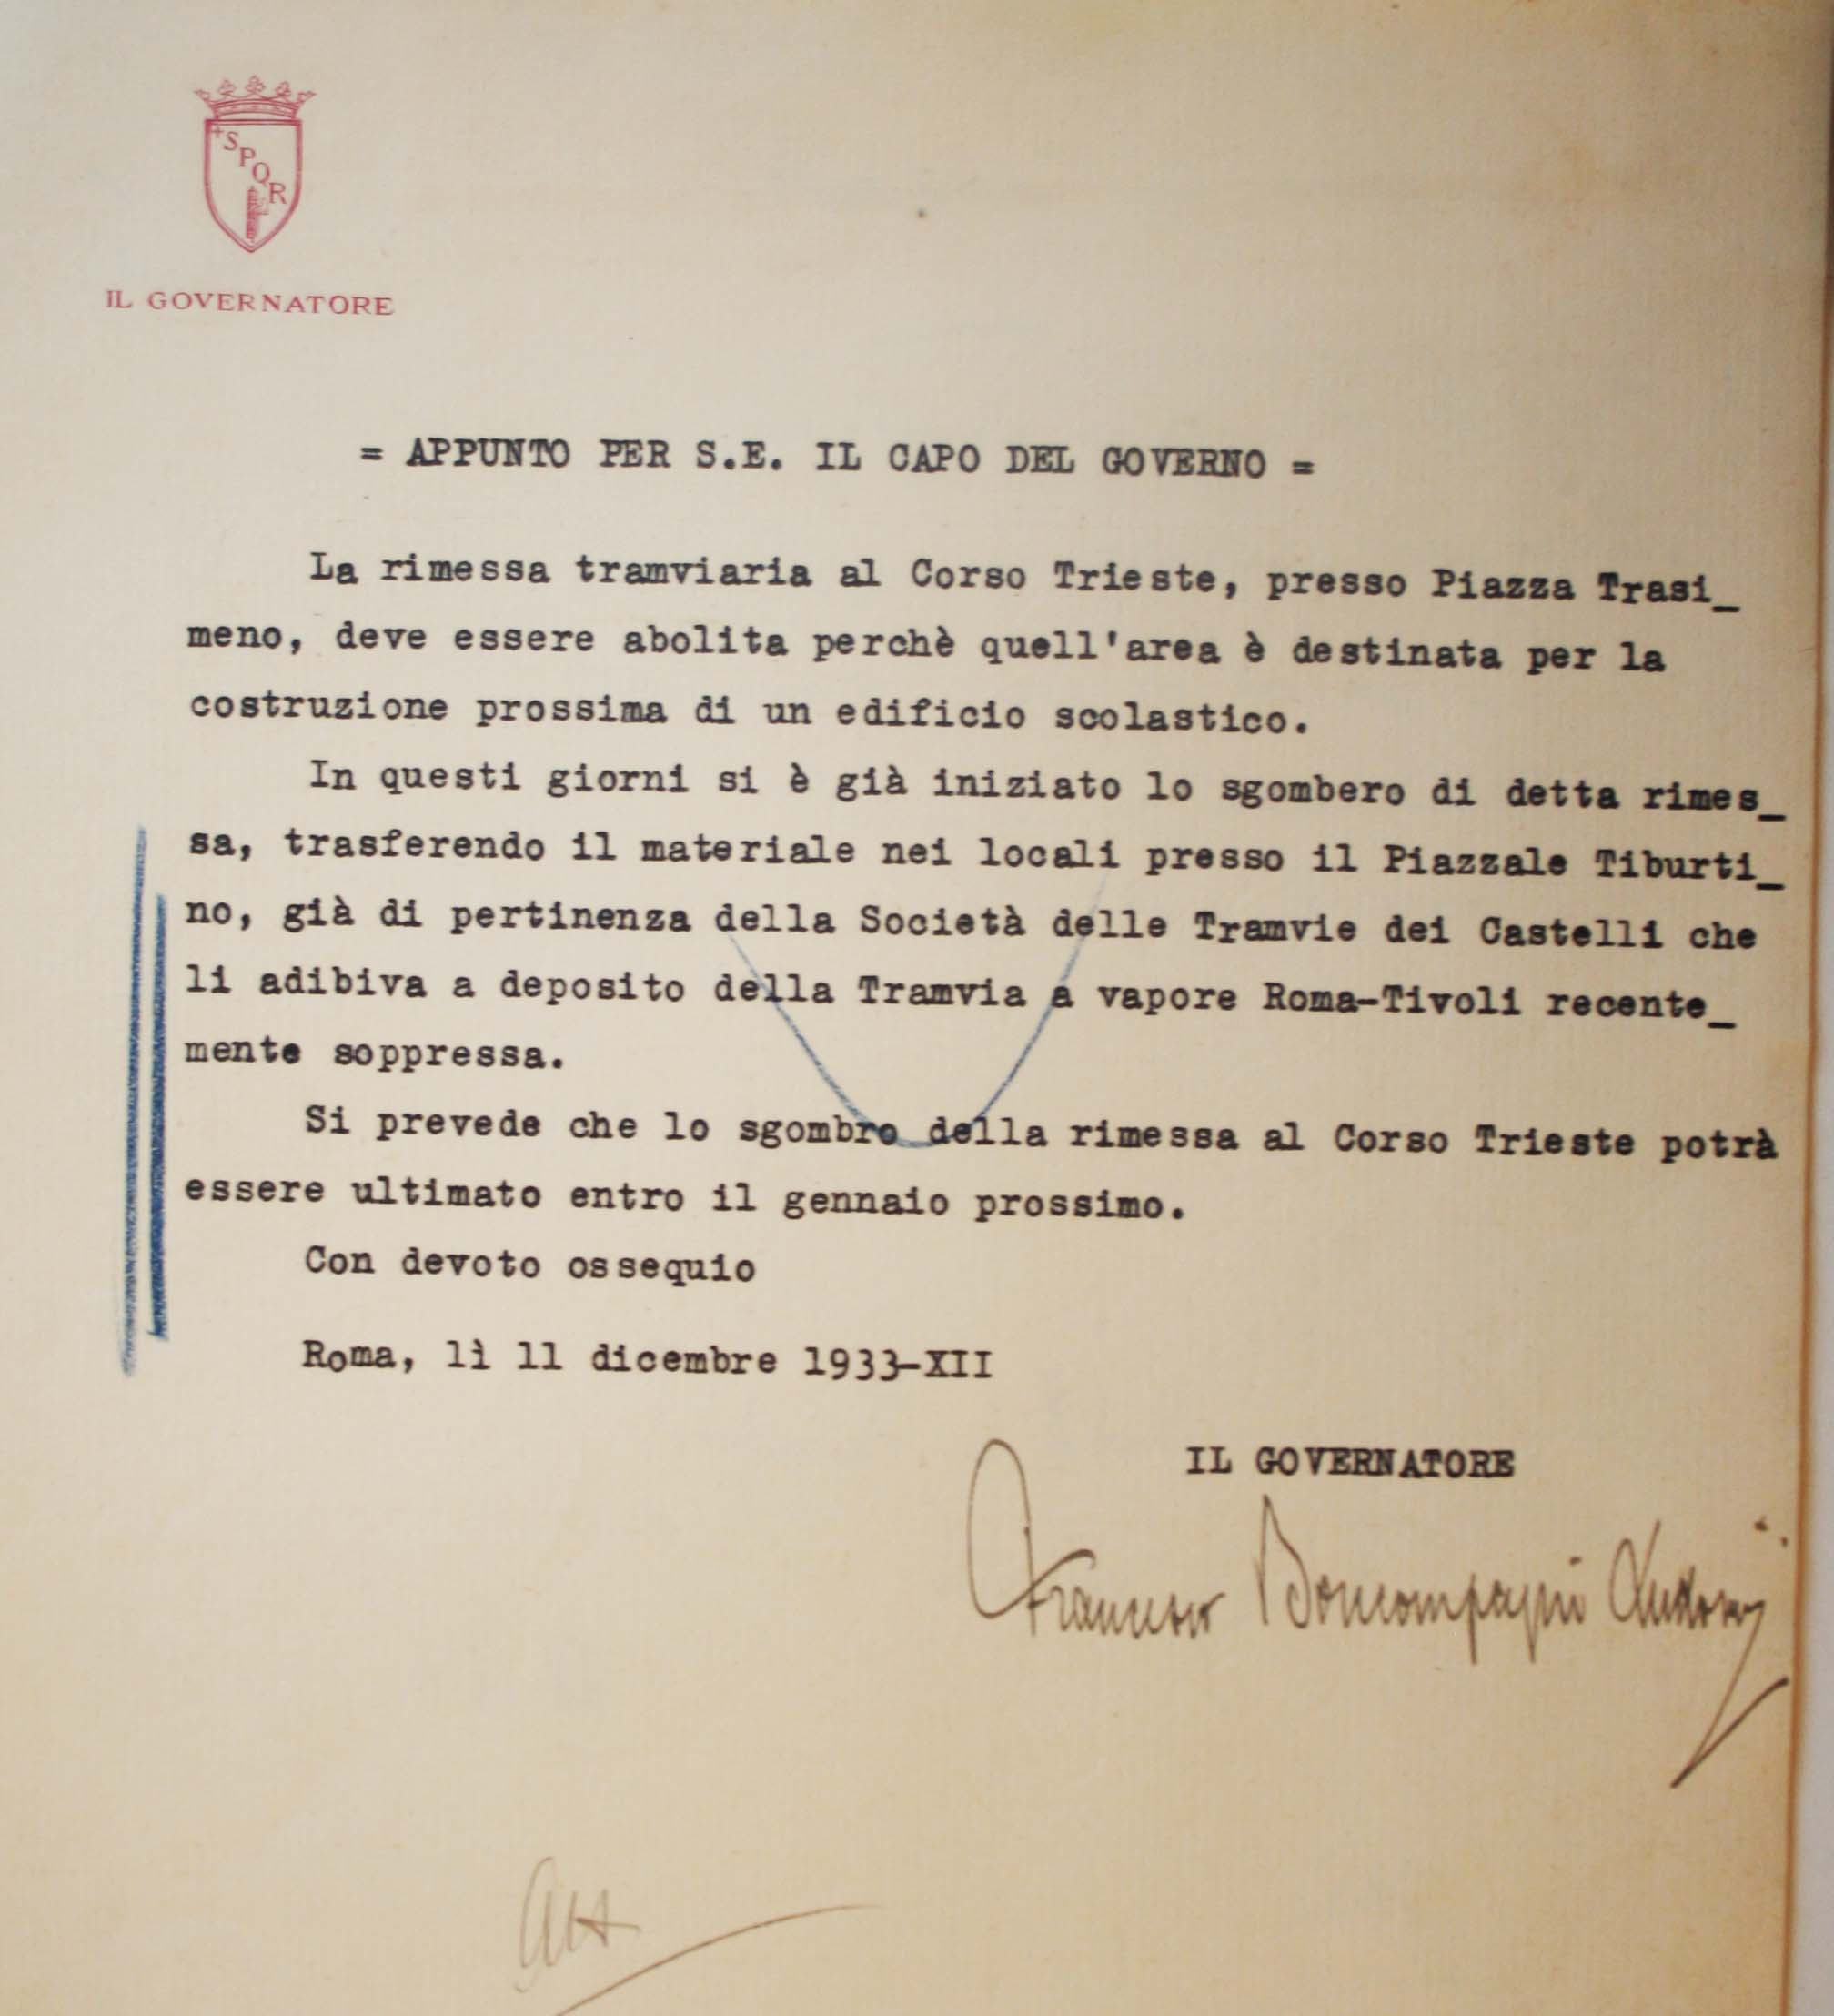 +SPQR
IL GOVERNATORE
= APPUNTO PER S.E. IL CAPO DEL GOVERNO =
La rimessa tramviaria al Corso Trieste, presso Piazza Trasi_
meno, deve essere abolita perchè quell'area è destinata per la
costruzione prossima di un edificio scolastico.
In questi giorni si è già iniziato lo sgombero di detta rimes_
sa, trasferendo il materiale nei locali presso il Piazzale Tiburti_
no, già di pertinenza della Società delle Tramvie dei Castelli che
li adibiva a deposito della Tramvia a vapore Roma-Tivoli recente_
mente soppressa.
Si prevede che lo sgombro della rimessa al Corso Trieste potrà
essere ultimato entro il gennaio prossimo.
Con devoto ossequio
Roma, lì 11 dicembre 1933-XII
IL GOVERNATORE
Francesco Boncompagni Ludovisi